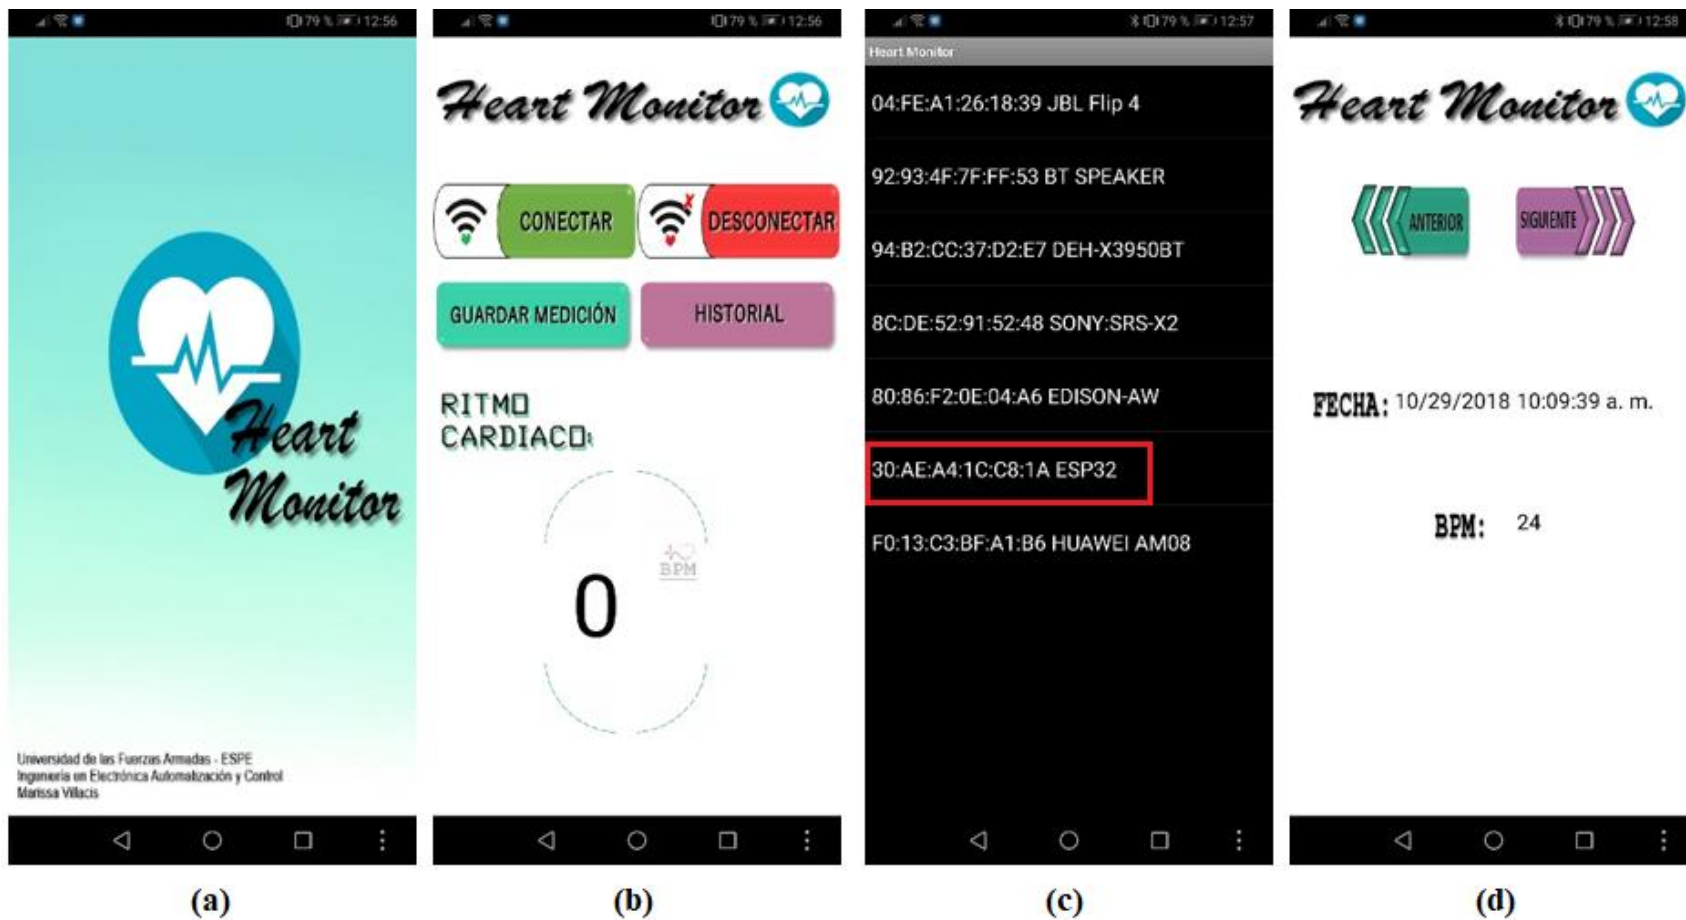 79 % 12:56
Heart
Monitor
Universidad de las Fuerzas Armadas - ESPE
Ingeniería en Electrónica Automatización y Control
Marissa Villacis
(a)
79 % 12:56
Heart Monitor
CONECTAR
DESCONECTAR
GUARDAR MEDICIÓN
HISTORIAL
RITMO
CARDIACO:
BPM
0
(b)
79 % 12:57
Heart Monitor
04:FE:A1:26:18:39 JBL Flip 4
92:93:4F:7F:FF:53 BT SPEAKER
94:B2:CC:37:D2:E7 DEH-X3950BT
8C:DE:52:91:52:48 SONY:SRS-X2
80:86:F2:0E:04:A6 EDISON-AW
30:AE:A4:1C:C8:1A ESP32
F0:13:C3:BF:A1:B6 HUAWEI AM08
(c)
79 % 12:58
Heart Monitor
ANTERIOR
SIGUIENTE
FECHA: 10/29/2018 10:09:39 a. m.
BPM: 24
(d)